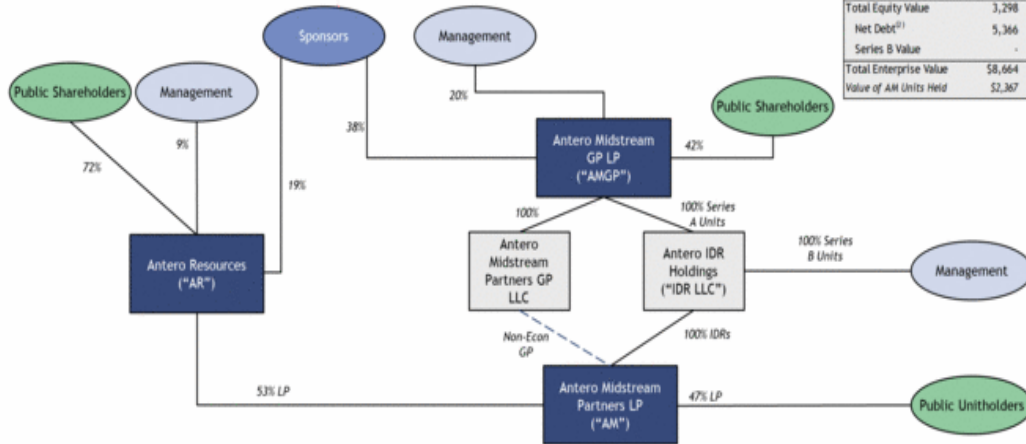 Total Equity Value 3,298
Net Debt(2) 5,366
Series B Value -
Total Enterprise Value $8,664
Value of AM Units Held $2,367
Sponsors
Management
Public Shareholders
Management
Public Shareholders
20%
38%
9%
72%
19%
42%
Antero Midstream
GP LP
("AMGP")
100%
100% Series
A Units
Antero Resources
("AR")
Antero
Midstream
Partners GP
LLC
Antero IDR
Holdings
("IDR LLC")
100% Series
B Units
Management
Non-Econ
GP
100% IDRs
53% LP
Antero Midstream
Partners LP
("AM")
47% LP
Public Unitholders